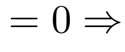 = 0 ⇒